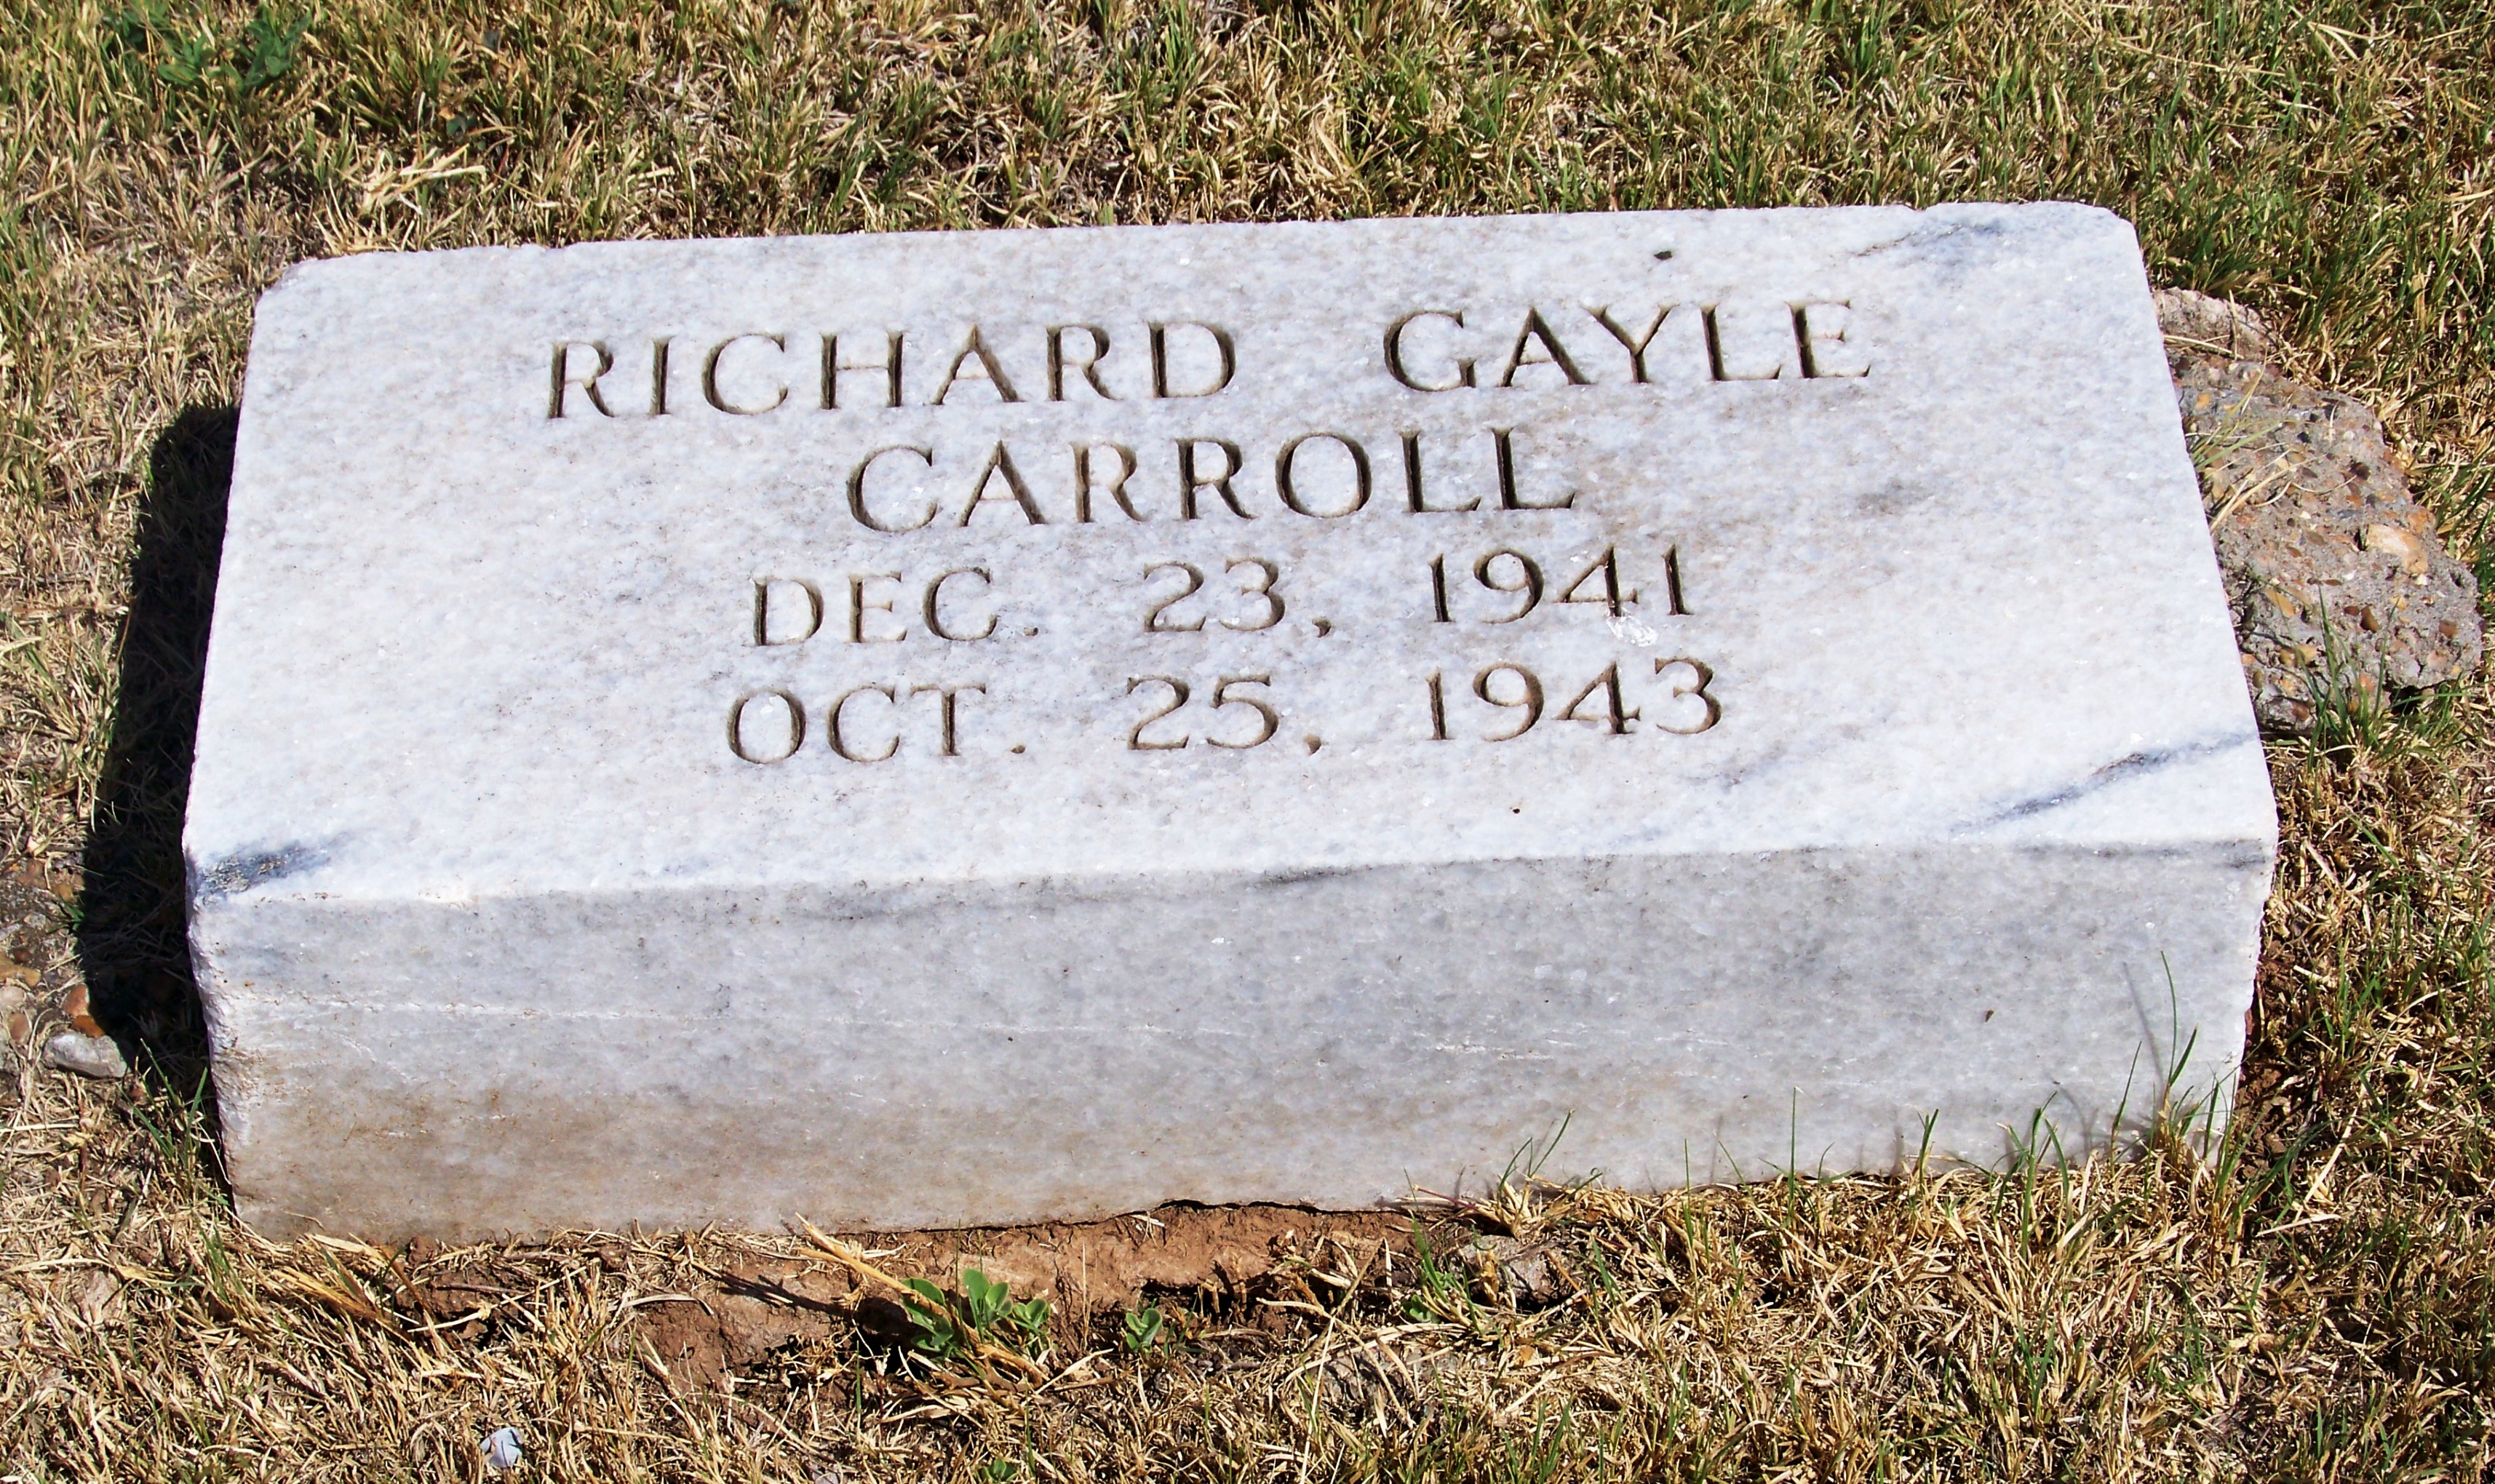 RICHARD GAYLE
CARROLL
DEC. 23, 1941
OCT. 25, 1943